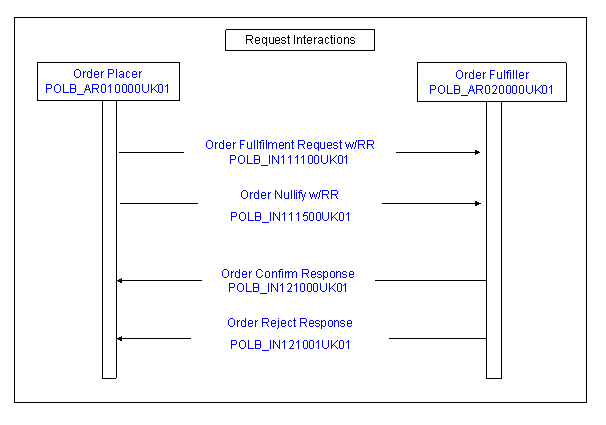 Request Interactions
Order Placer
POLB_AR010000UK01
Order Fulfiller
POLB_AR020000UK01
Order Fullfilment Request w/RR
POLB_IN111100UK01
Order Nullify w/RR
POLB_IN111500UK01
Order Confirm Response
POLB_IN121000UK01
Order Reject Response
POLB_IN121001UK01